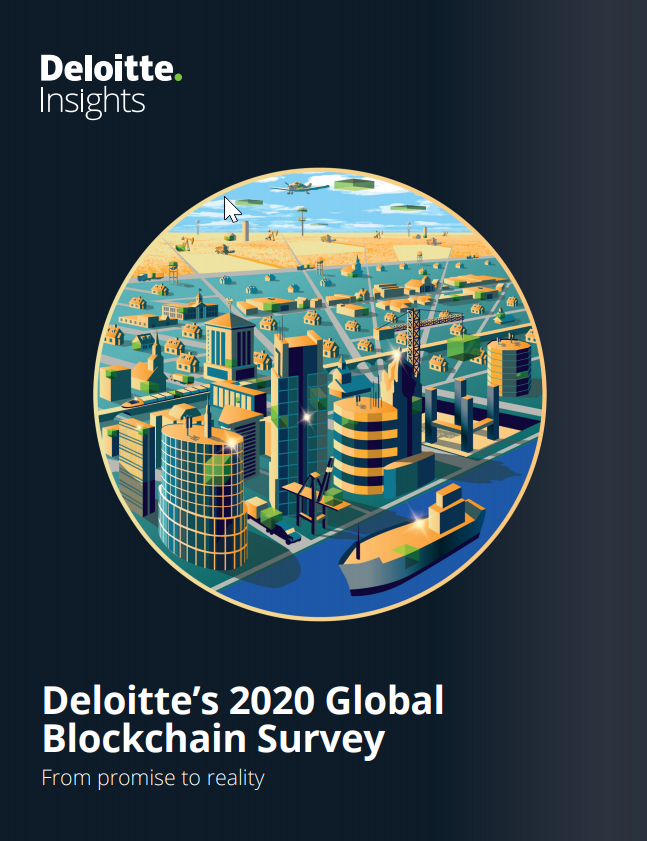 Deloitte.
Insights
Deloitte’s 2020 Global
Blockchain Survey
From promise to reality